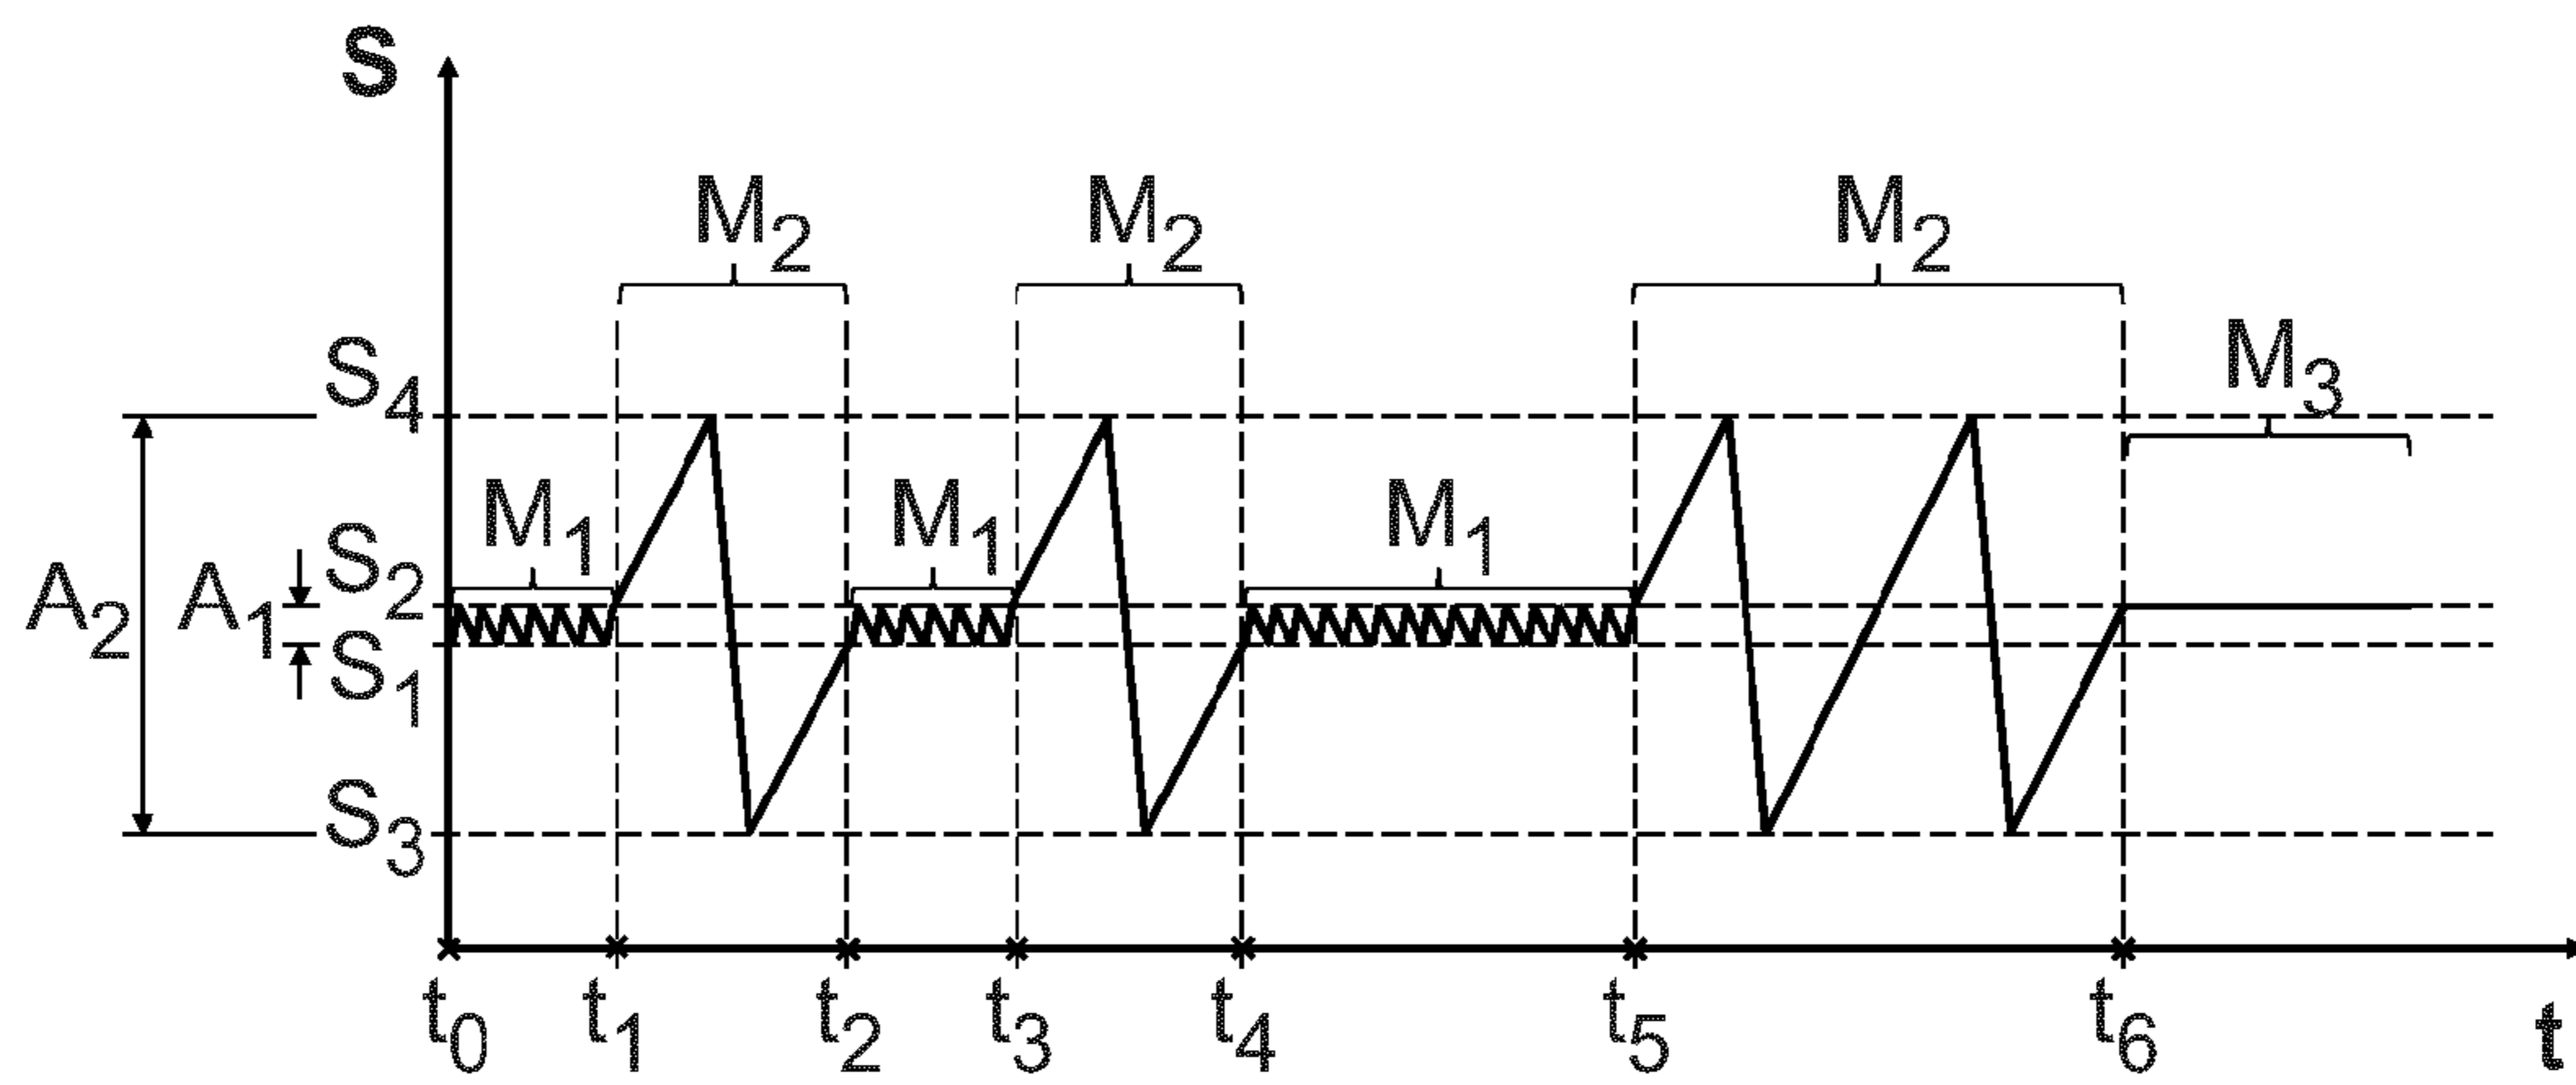 S
M₂ M₂ M₂
S₄ M₃
M₁ M₁ M₁
S₂
A₂ A₁
S₁
S₃
t₀ t₁ t₂ t₃ t₄ t₅ t₆ t